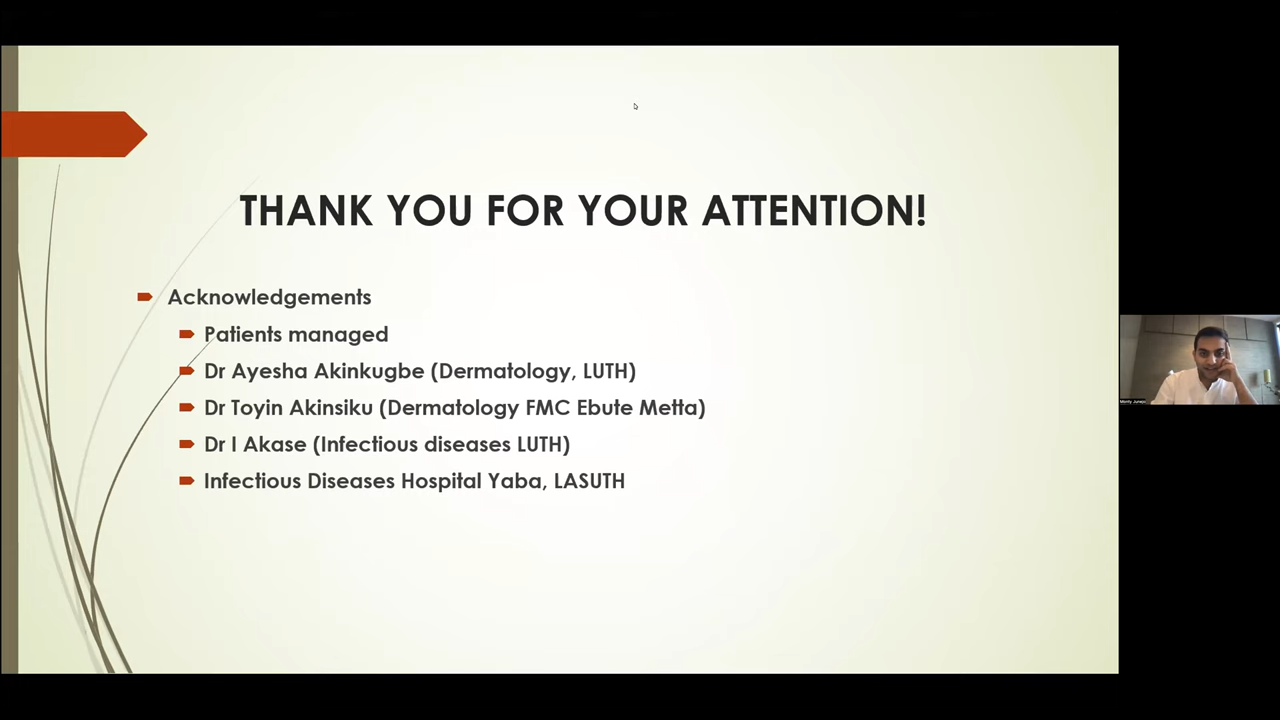 THANK YOU FOR YOUR ATTENTION!
Acknowledgements
Patients managed
Dr Ayesha Akinkugbe (Dermatology, LUTH)
Dr Toyin Akinsiku (Dermatology FMC Ebute Metta)
Dr I Akase (Infectious diseases LUTH)
Infectious Diseases Hospital Yaba, LASUTH